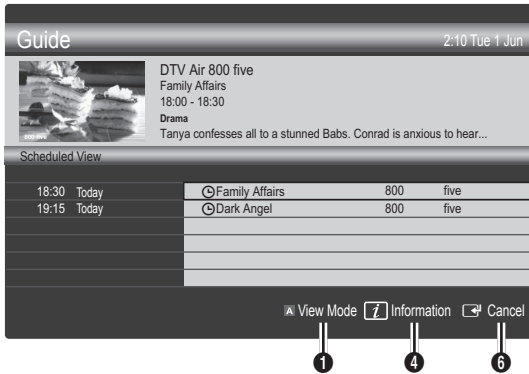 Guide 2:10 Tue 1 Jun
DTV Air 800 five
Family Affairs
18:00 - 18:30
Drama
Tanya confesses all to a stunned Babs. Conrad is anxious to hear...
800 five
Scheduled View
18:30 Today Family Affairs 800 five
19:15 Today Dark Angel 800 five
A View Mode i Information Cancel
1 4 6